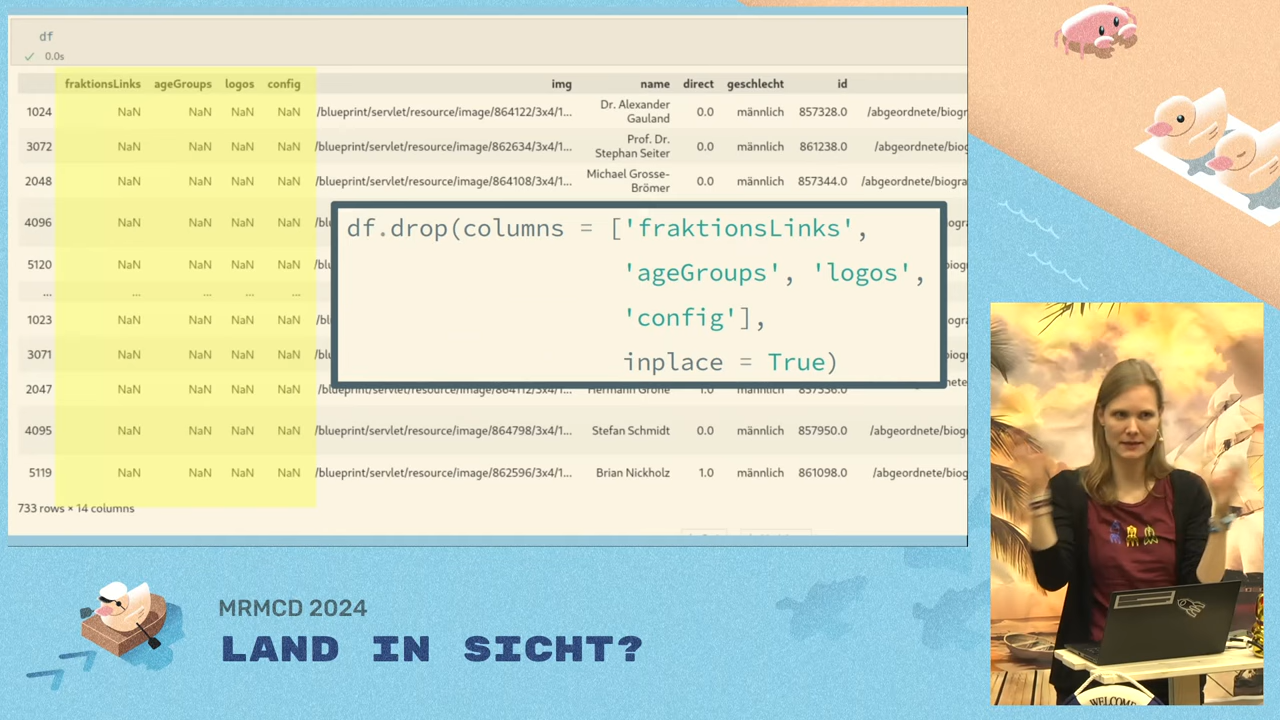 df
0.0s
fraktionsLinks ageGroups logos config img name direct geschlecht id
1024 NaN NaN NaN NaN /blueprint/servlet/resource/image/864122/3x4/1... Dr. Alexander Gauland 0.0 männlich 857328.0 /abgeordnete/biogr
3072 NaN NaN NaN NaN /blueprint/servlet/resource/image/862634/3x4/1... Prof. Dr. Stephan Seiter 0.0 männlich 861238.0 /abgeordnete/biog
2048 NaN NaN NaN NaN /blueprint/servlet/resource/image/864108/3x4/1... Michael Grosse-Brömer 0.0 männlich 857344.0 /abgeordnete/biogra
4096 NaN NaN NaN NaN
5120 NaN NaN NaN NaN
... ... ... ... ...
1023 NaN NaN NaN NaN
3071 NaN NaN NaN NaN
2047 NaN NaN NaN NaN
4095 NaN NaN NaN NaN /blueprint/servlet/resource/image/864798/3x4/1... Stefan Schmidt 0.0 männlich 857950.0 /abgeordnete/biogra
5119 NaN NaN NaN NaN /blueprint/servlet/resource/image/862596/3x4/1... Brian Nickholz 1.0 männlich 861098.0 /abgeordnete/biog
733 rows × 14 columns
df.drop(columns = ['fraktionsLinks',
'ageGroups', 'logos',
'config'],
inplace = True)
MRMCD 2024
LAND IN SICHT?
WELCOME